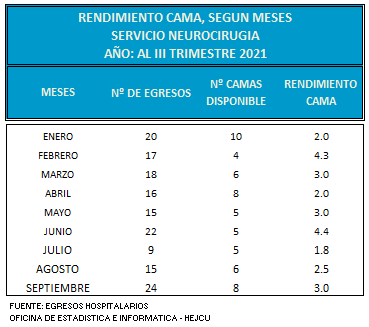 RENDIMIENTO CAMA, SEGUN MESES
SERVICIO NEUROCIRUGIA
AÑO: AL III TRIMESTRE 2021
MESES Nº DE EGRESOS Nº CAMAS DISPONIBLE RENDIMIENTO CAMA
ENERO 20 10 2.0
FEBRERO 17 4 4.3
MARZO 18 6 3.0
ABRIL 16 8 2.0
MAYO 15 5 3.0
JUNIO 22 5 4.4
JULIO 9 5 1.8
AGOSTO 15 6 2.5
SEPTIEMBRE 24 8 3.0
FUENTE: EGRESOS HOSPITALARIOS
OFICINA DE ESTADISTICA E INFORMATICA - HEJCU